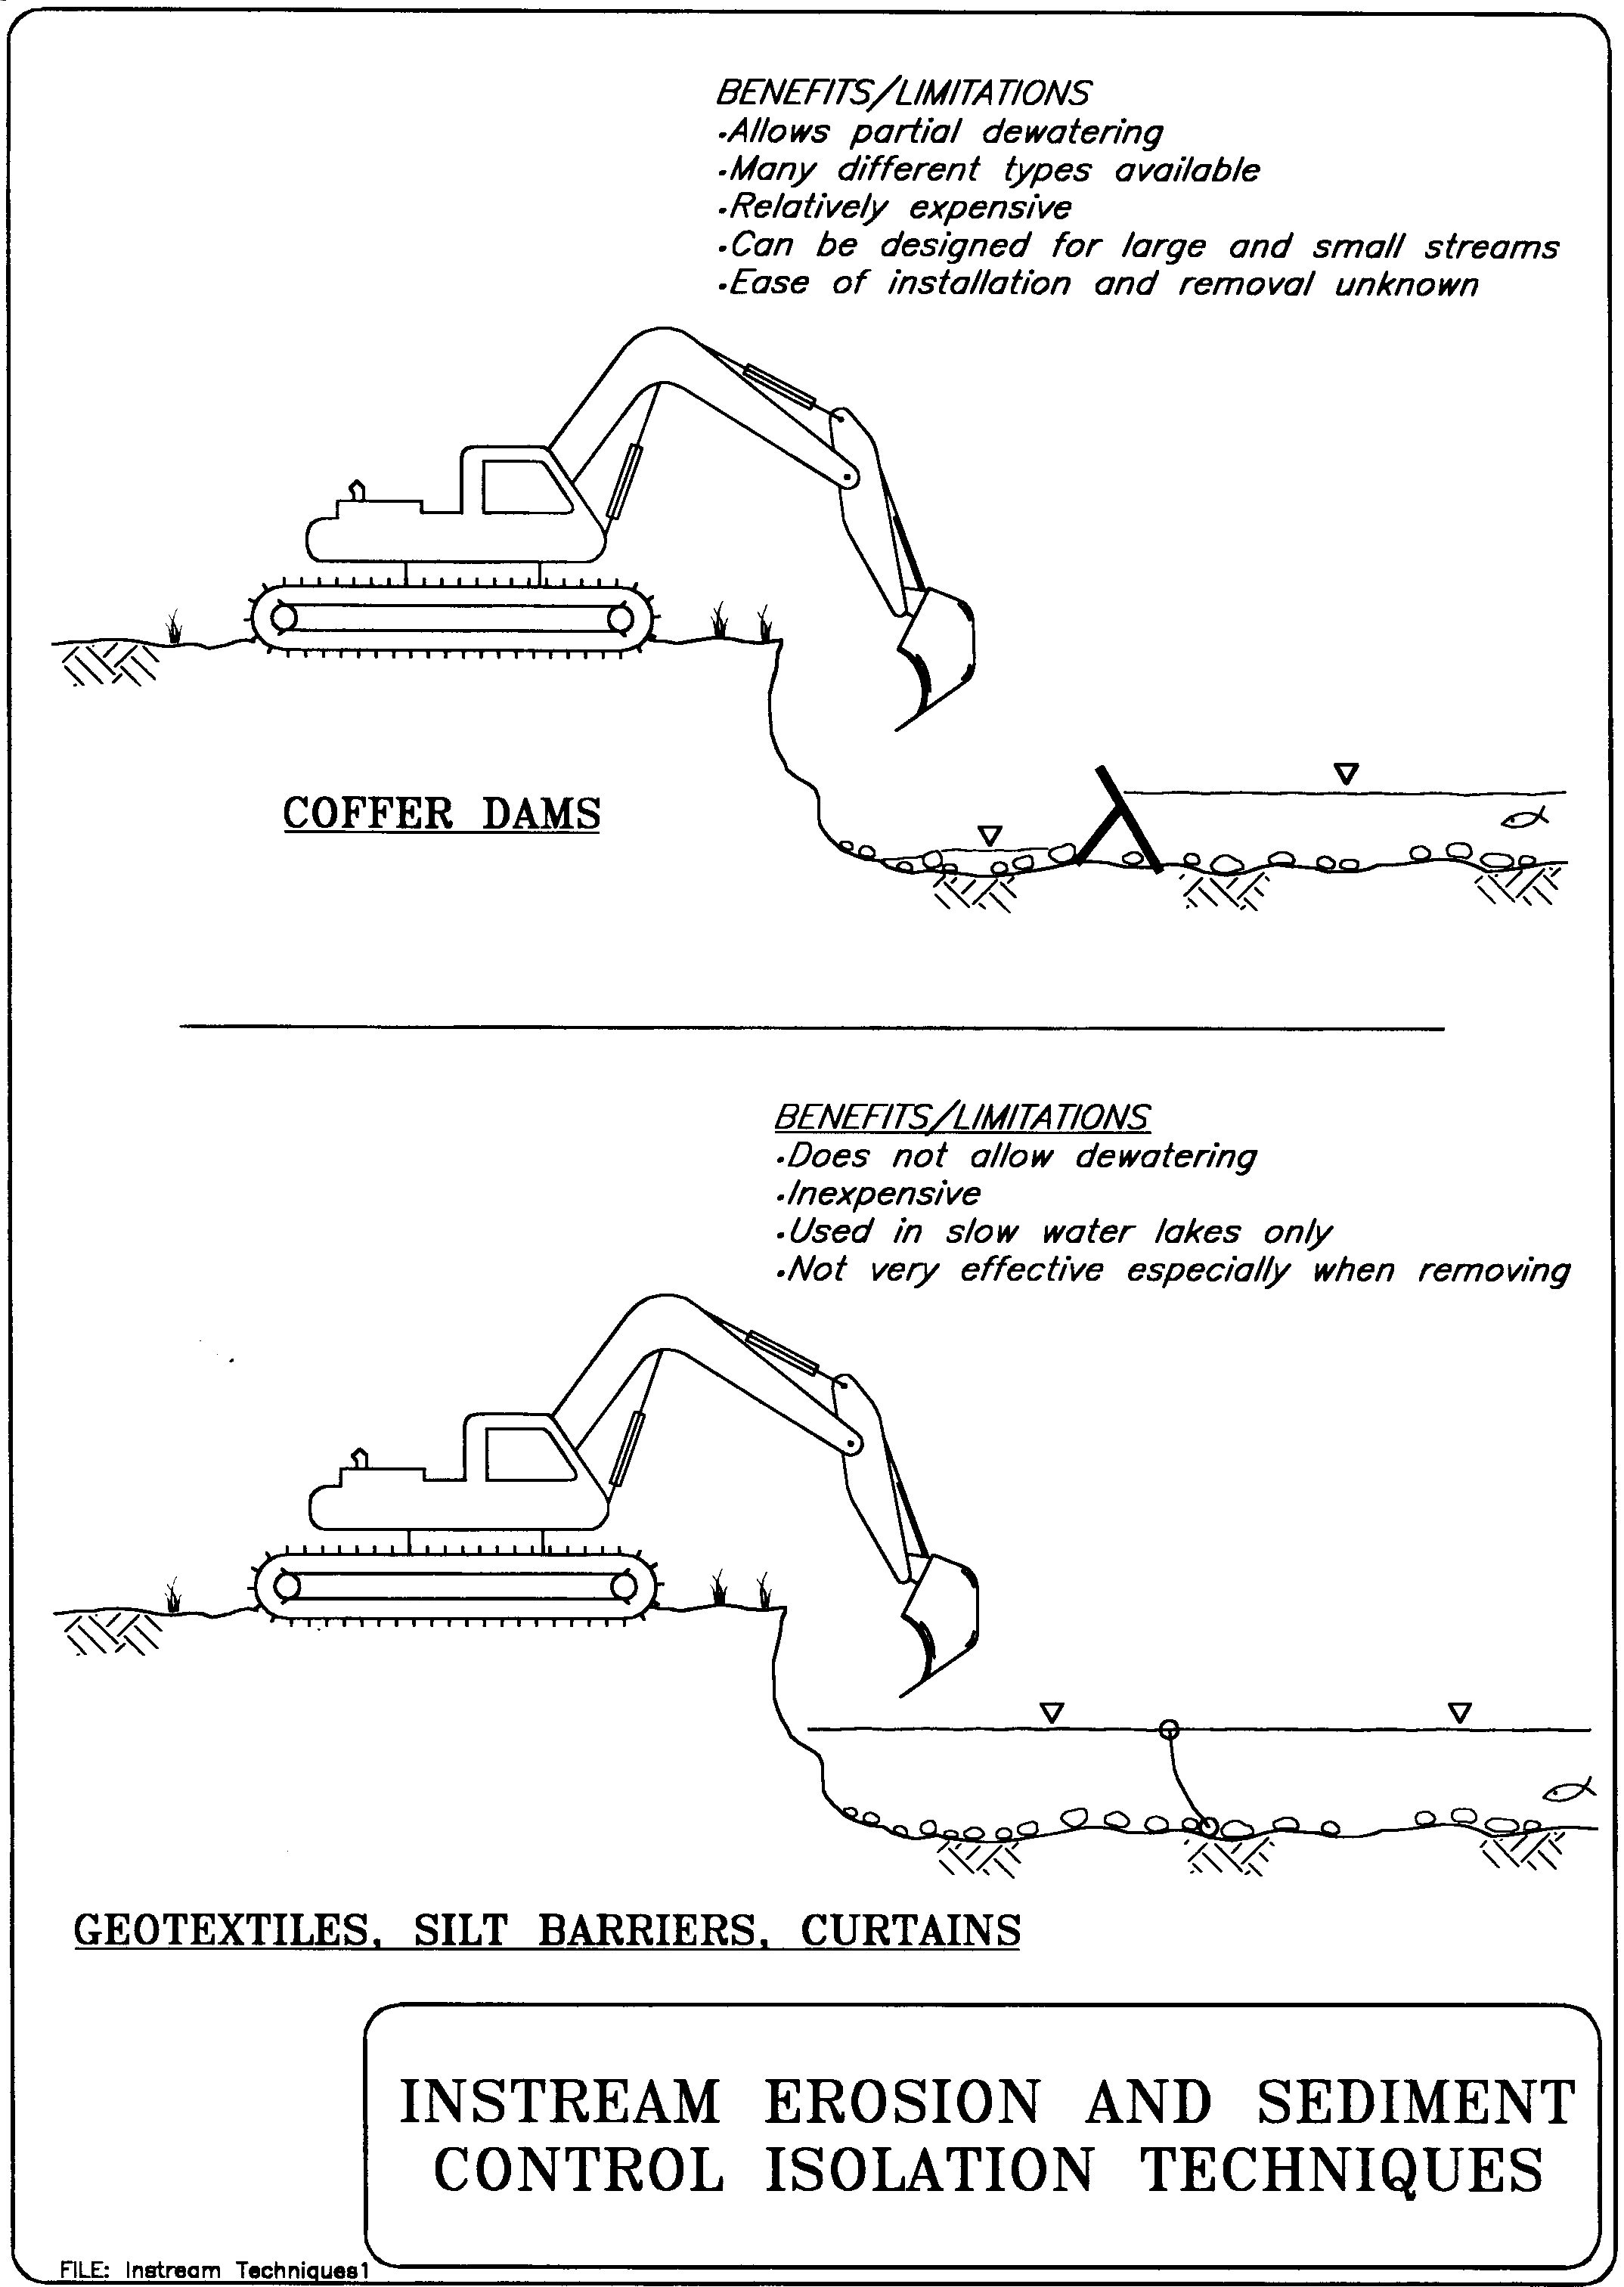 BENEFITS/LIMITATIONS
•Allows partial dewatering
•Many different types available
•Relatively expensive
•Can be designed for large and small streams
•Ease of installation and removal unknown
COFFER DAMS
BENEFITS/LIMITATIONS
•Does not allow dewatering
•Inexpensive
•Used in slow water lakes only
•Not very effective especially when removing
GEOTEXTILES, SILT BARRIERS, CURTAINS
INSTREAM EROSION AND SEDIMENT
CONTROL ISOLATION TECHNIQUES
FILE: Instream Techniques1